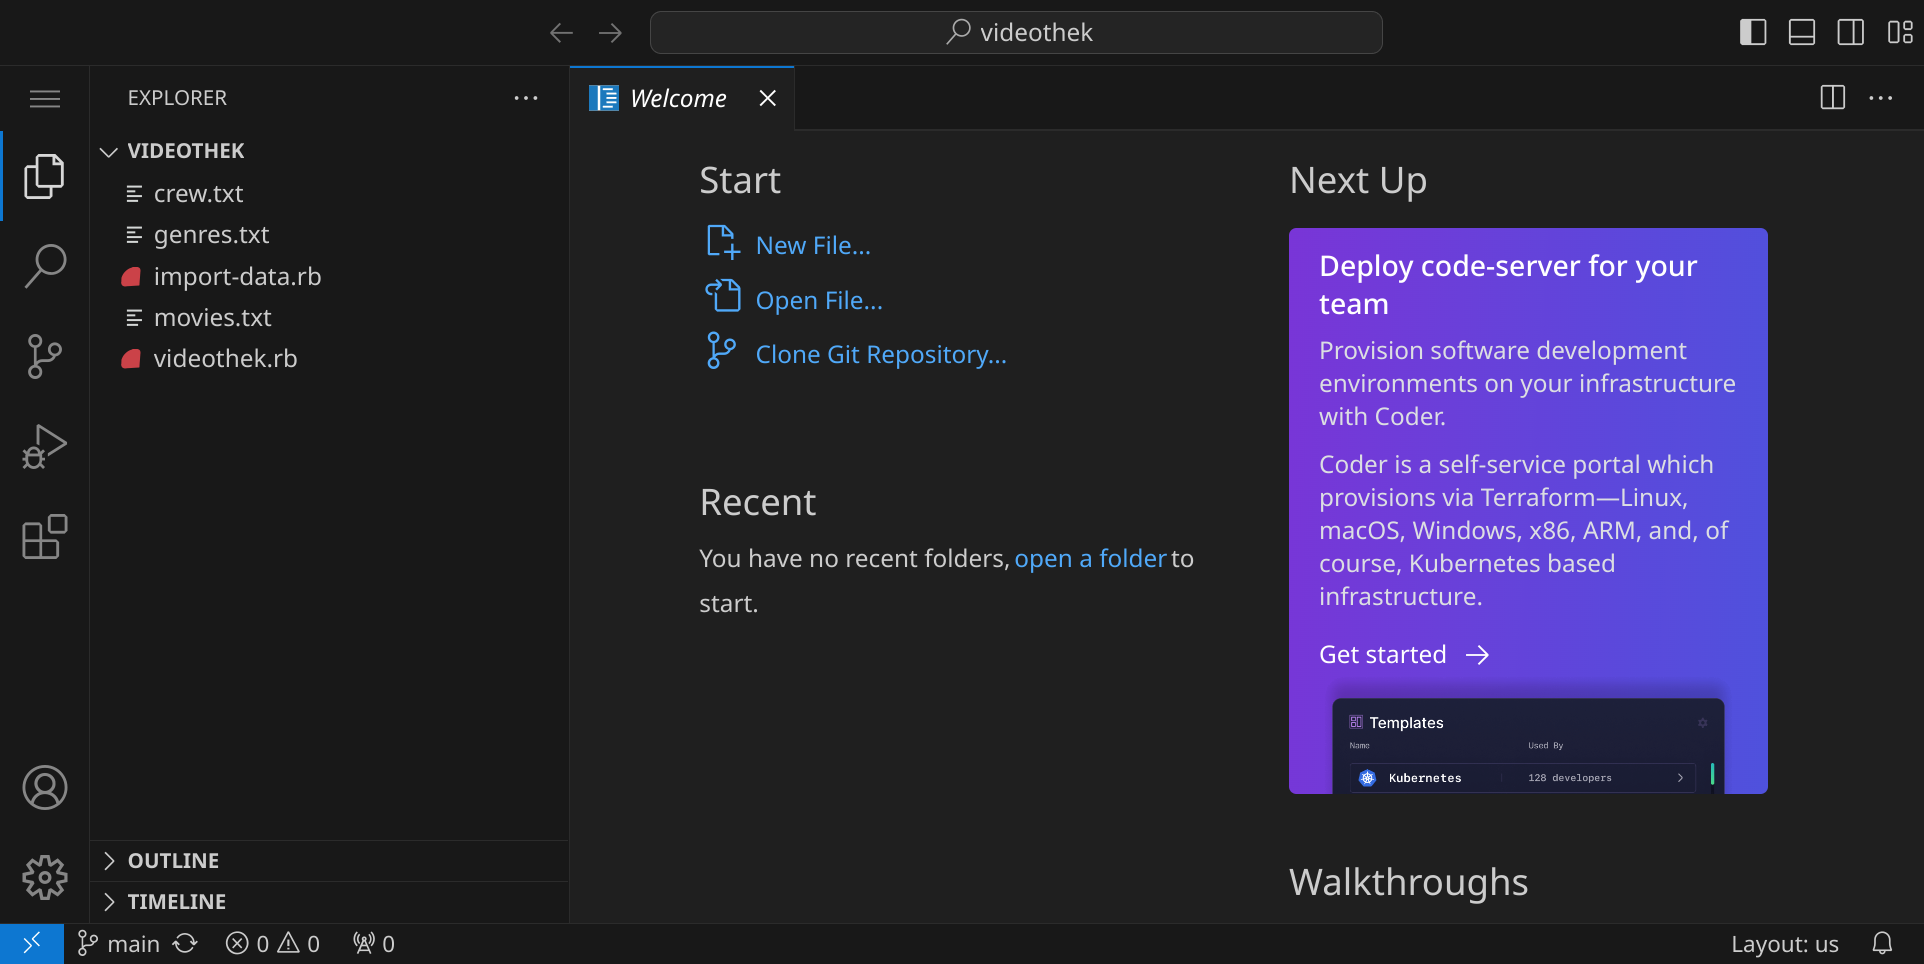 videothek
EXPLORER
VIDEOTHEK
crew.txt
genres.txt
import-data.rb
movies.txt
videothek.rb
OUTLINE
TIMELINE
Welcome
Start
New File...
Open File...
Clone Git Repository...
Recent
You have no recent folders, open a folder to
start.
Next Up
Deploy code-server for your
team
Provision software development
environments on your infrastructure
with Coder.
Coder is a self-service portal which
provisions via Terraform—Linux,
macOS, Windows, x86, ARM, and, of
course, Kubernetes based
infrastructure.
Get started
Templates
Name Used By
Kubernetes 128 developers
Walkthroughs
main 0 0 0 Layout: us